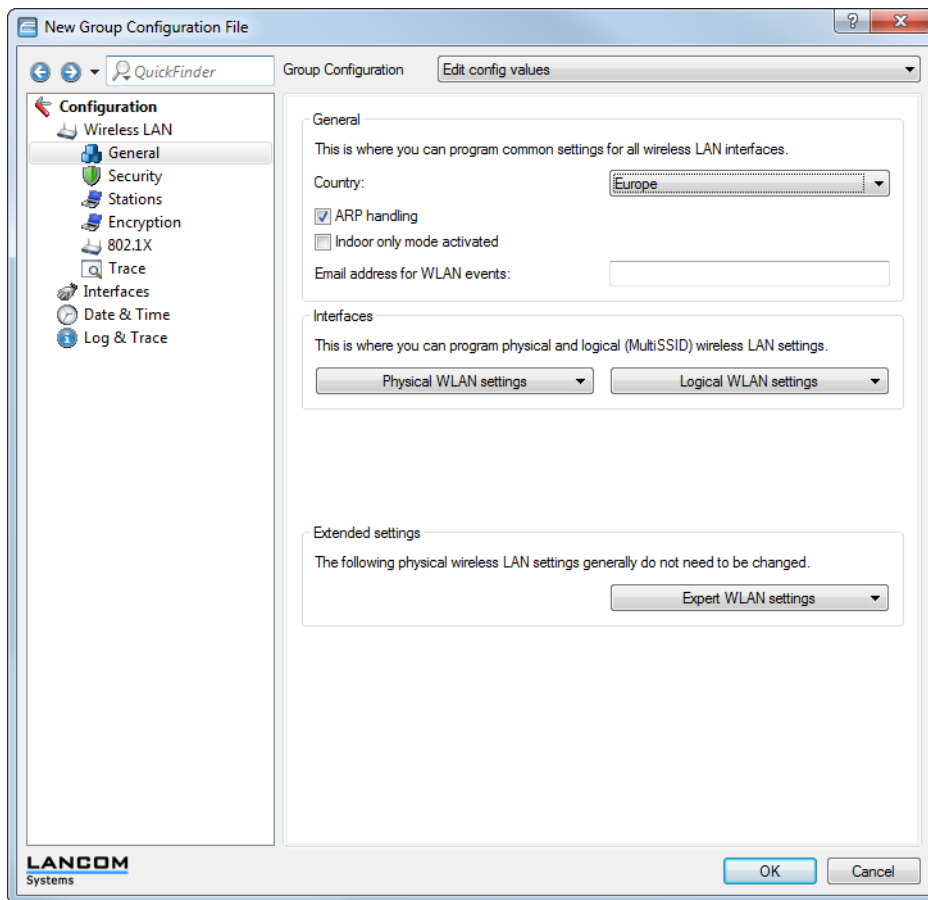 New Group Configuration File
?
QuickFinder
Group Configuration
Edit config values
Configuration
Wireless LAN
General
Security
Stations
Encryption
802.1X
Trace
Interfaces
Date & Time
Log & Trace
General
This is where you can program common settings for all wireless LAN interfaces.
Country:
Europe
ARP handling
Indoor only mode activated
Email address for WLAN events:
Interfaces
This is where you can program physical and logical (MultiSSID) wireless LAN settings.
Physical WLAN settings
Logical WLAN settings
Extended settings
The following physical wireless LAN settings generally do not need to be changed.
Expert WLAN settings
LANCOM
Systems
OK
Cancel